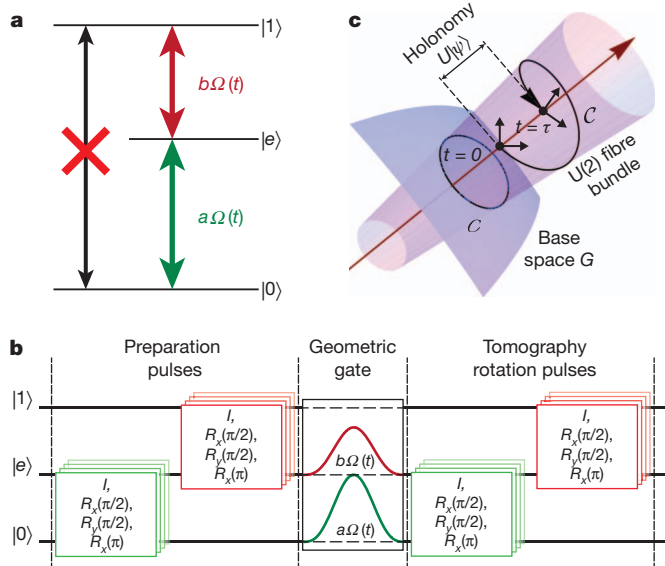 a
|1⟩
bΩ(t)
|e⟩
aΩ(t)
|0⟩
c
Holonomy
U|ψ⟩
t = 0
t = τ
C
C
U(2) fibre
bundle
Base
space G
b
Preparation
pulses
Geometric
gate
Tomography
rotation pulses
|1⟩
|e⟩
|0⟩
I,
Rx(π/2),
Ry(π/2),
Rx(π)
I,
Rx(π/2),
Ry(π/2),
Rx(π)
bΩ(t)
aΩ(t)
I,
Rx(π/2),
Ry(π/2),
Rx(π)
I,
Rx(π/2),
Ry(π/2),
Rx(π)